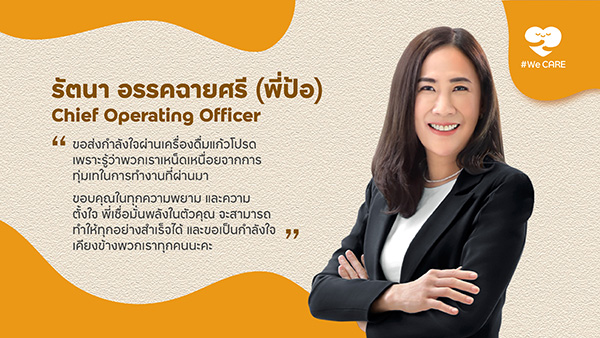 #We CARE
รัตนา อรรคฉายศรี (พี่ป้อ)
Chief Operating Officer
“ ขอส่งกำลังใจผ่านเครื่องดื่มแก้วโปรด
เพราะรู้ว่าพวกเราเหน็ดเหนื่อยจากการ
ทุ่มเทในการทำงานที่ผ่านมา
ขอบคุณในทุกความพยาม และความ
ตั้งใจ พี่เชื่อมั่นพลังในตัวคุณ จะสามารถ
ทำให้ทุกอย่างสำเร็จได้ และขอเป็นกำลังใจ
เคียงข้างพวกเราทุกคนนะคะ ”